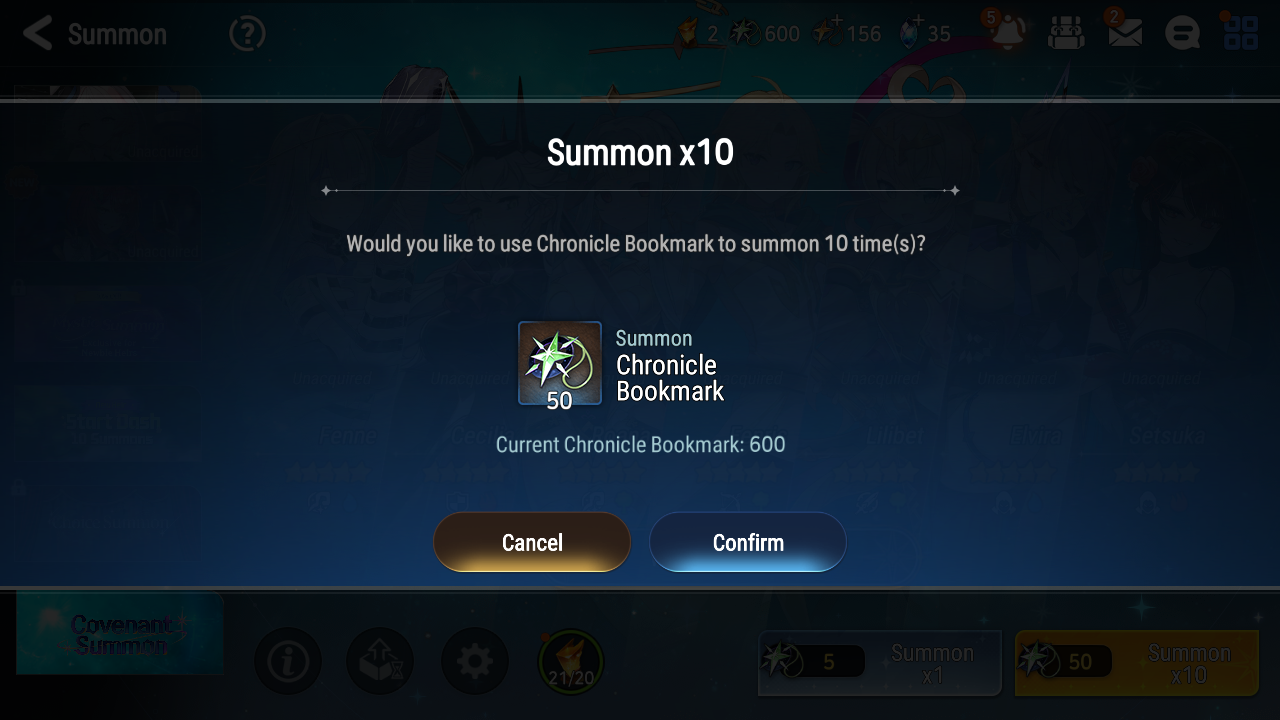 Summon
2
600
156
35
5
2
Summon x10
Would you like to use Chronicle Bookmark to summon 10 time(s)?
50
Summon
Chronicle
Bookmark
Current Chronicle Bookmark: 600
Lilibet
Setsuka
Cancel
Confirm
Covenant
Summon
21/20
5
Summon
x1
50
Summon
x10